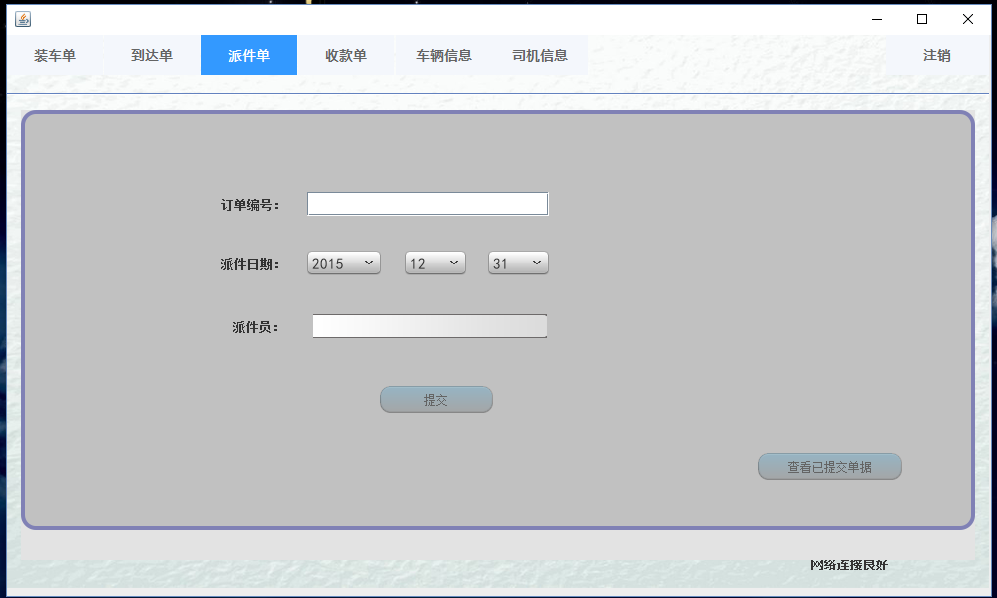 装车单 到达单 派件单 收款单 车辆信息 司机信息 注销
订单编号：
派件日期： 2015 12 31
派件员：
提交
查看已提交单据
网络连接良好